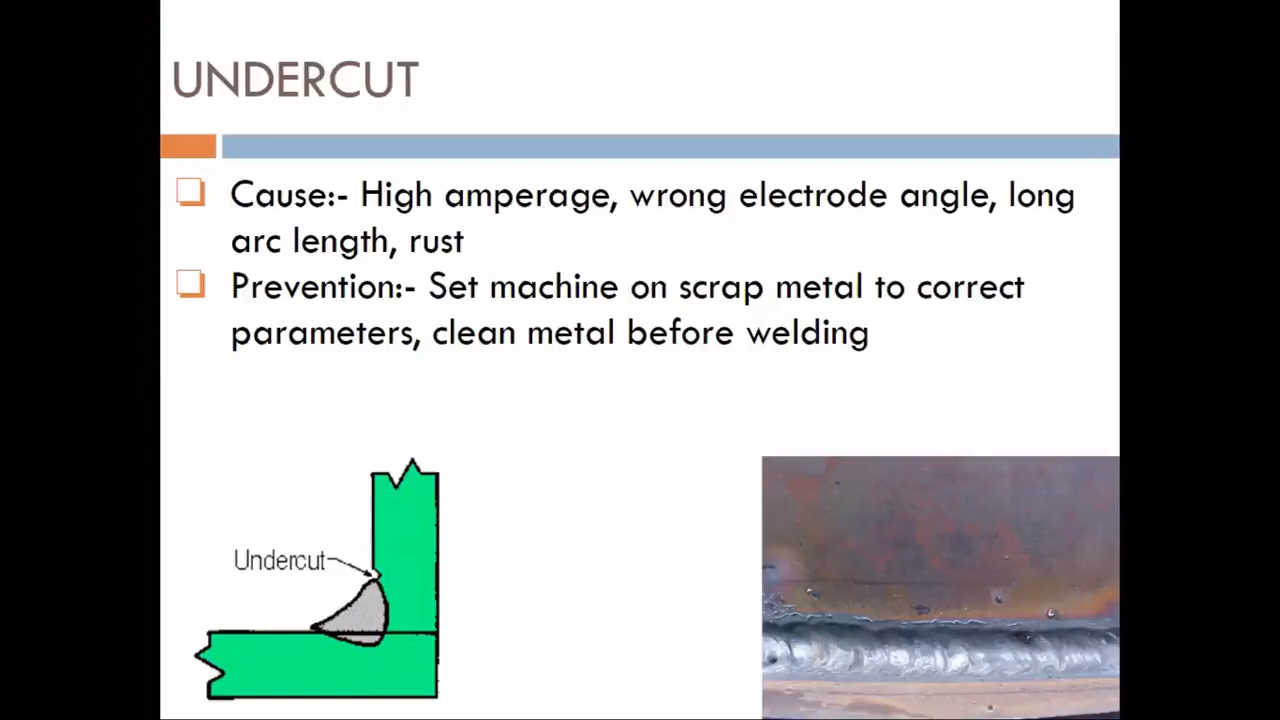 UNDERCUT
Cause:- High amperage, wrong electrode angle, long
arc length, rust
Prevention:- Set machine on scrap metal to correct
parameters, clean metal before welding
Undercut